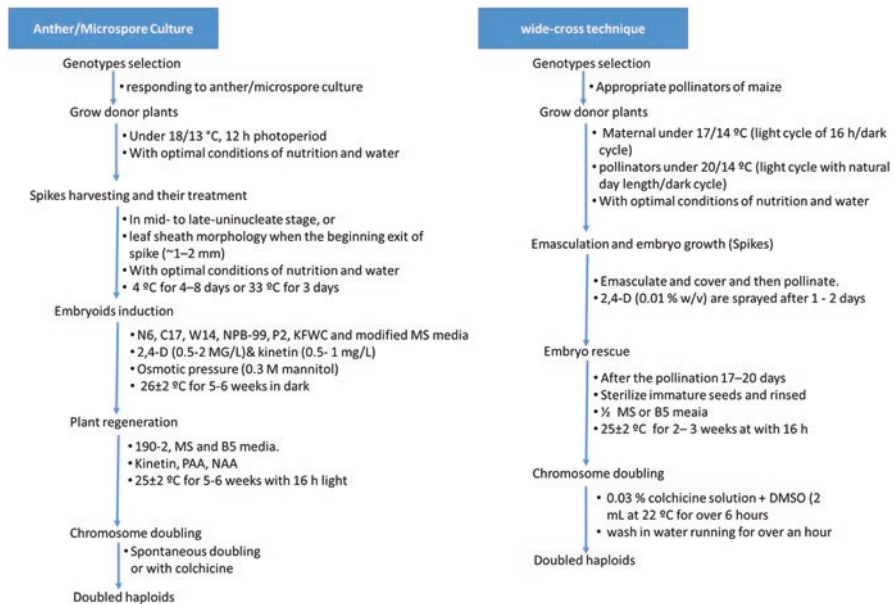 Anther/Microspore Culture
Genotypes selection
• responding to anther/microspore culture
Grow donor plants
• Under 18/13 °C, 12 h photoperiod
• With optimal conditions of nutrition and water
Spikes harvesting and their treatment
• In mid- to late-uninucleate stage, or
• leaf sheath morphology when the beginning exit of
spike (~1–2 mm)
• With optimal conditions of nutrition and water
• 4 ºC for 4–8 days or 33 ºC for 3 days
Embryoids induction
• N6, C17, W14, NPB-99, P2, KFWC and modified MS media
• 2,4-D (0.5-2 MG/L)& kinetin (0.5- 1 mg/L)
• Osmotic pressure (0.3 M mannitol)
• 26±2 ºC for 5-6 weeks in dark
Plant regeneration
• 190-2, MS and B5 media.
• Kinetin, PAA, NAA
• 25±2 ºC for 5-6 weeks with 16 h light
Chromosome doubling
• Spontaneous doubling
or with colchicine
Doubled haploids
wide-cross technique
Genotypes selection
• Appropriate pollinators of maize
Grow donor plants
• Maternal under 17/14 ºC (light cycle of 16 h/dark
cycle)
• pollinators under 20/14 ºC (light cycle with natural
day length/dark cycle)
• With optimal conditions of nutrition and water
Emasculation and embryo growth (Spikes)
• Emasculate and cover and then pollinate.
• 2,4-D (0.01 % w/v) are sprayed after 1 - 2 days
Embryo rescue
• After the pollination 17–20 days
• Sterilize immature seeds and rinsed
• ½ MS or B5 meaia
• 25±2 ºC for 2– 3 weeks at with 16 h
Chromosome doubling
• 0.03 % colchicine solution + DMSO (2
mL at 22 ºC for over 6 hours
• wash in water running for over an hour
Doubled haploids